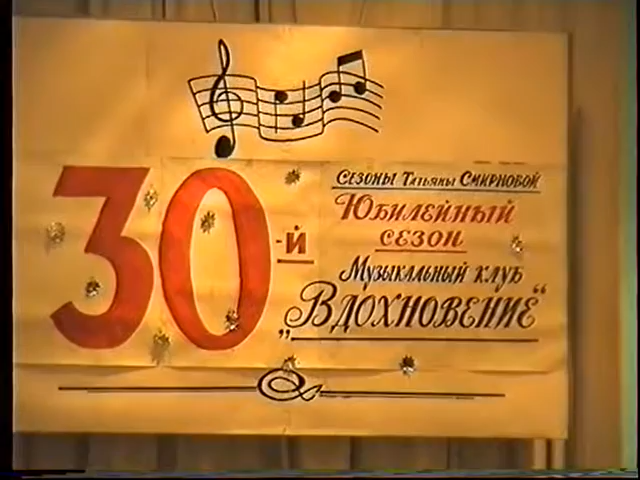 Сезоны Татьяны Смирновой
30-й
Юбилейный
сезон
Музыкальный клуб
„Вдохновение“